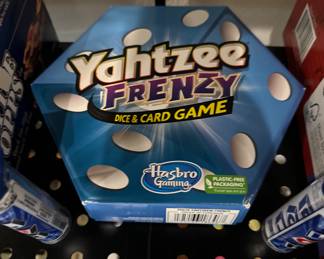 Yahtzee
FRENZY
DICE & CARD GAME
Hasbro
Gaming
PLASTIC-FREE
PACKAGING